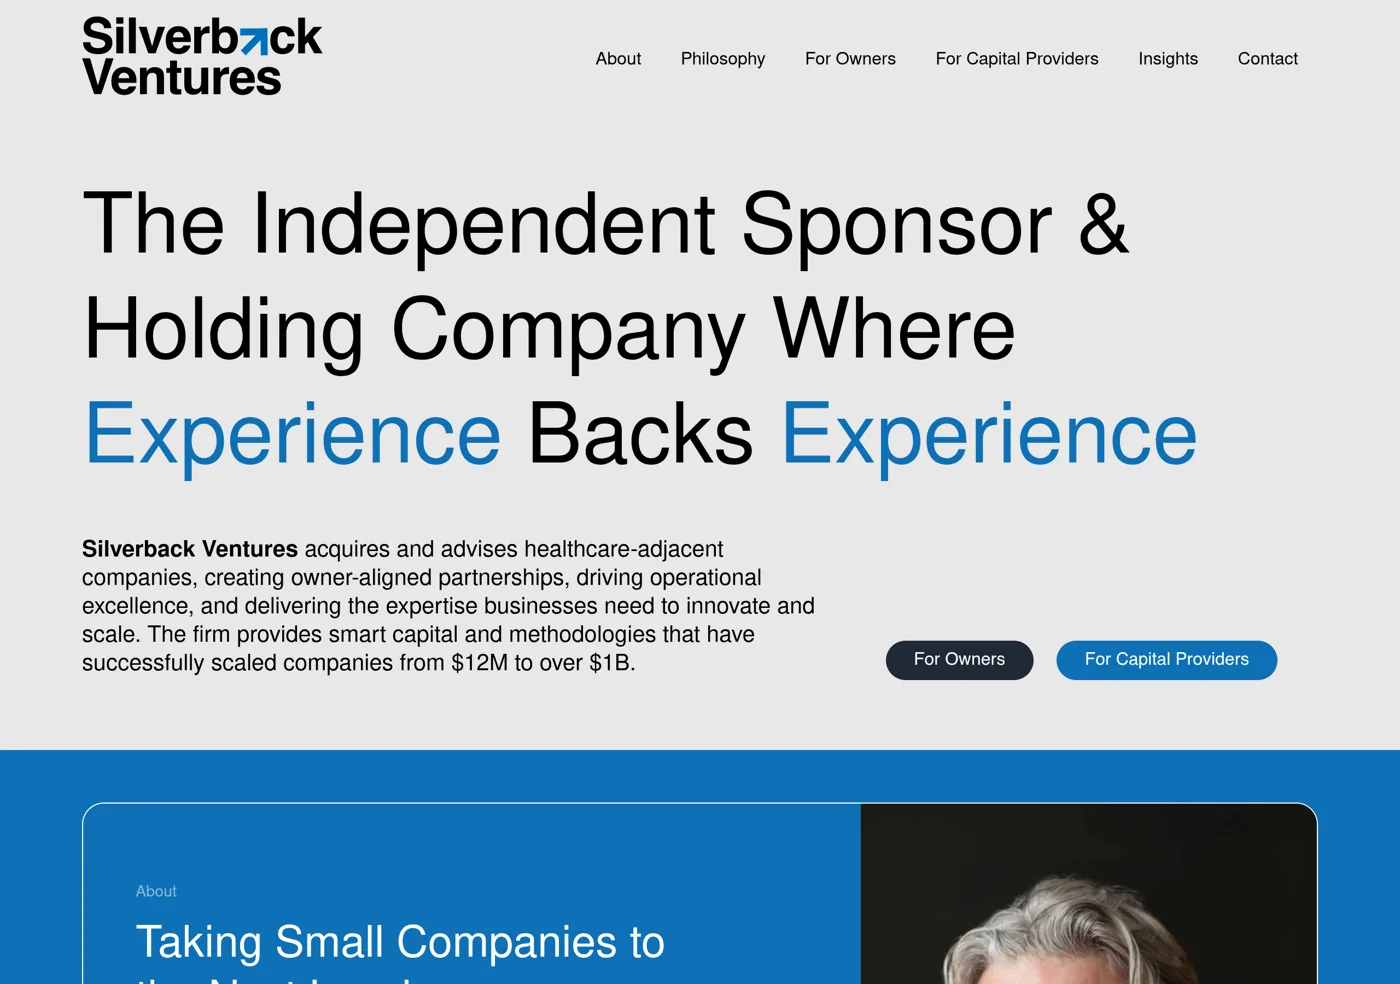 Silverback
Ventures
About
Philosophy
For Owners
For Capital Providers
Insights
Contact
The Independent Sponsor &
Holding Company Where
Experience Backs Experience
Silverback Ventures acquires and advises healthcare-adjacent
companies, creating owner-aligned partnerships, driving operational
excellence, and delivering the expertise businesses need to innovate and
scale. The firm provides smart capital and methodologies that have
successfully scaled companies from $12M to over $1B.
For Owners
For Capital Providers
About
Taking Small Companies to